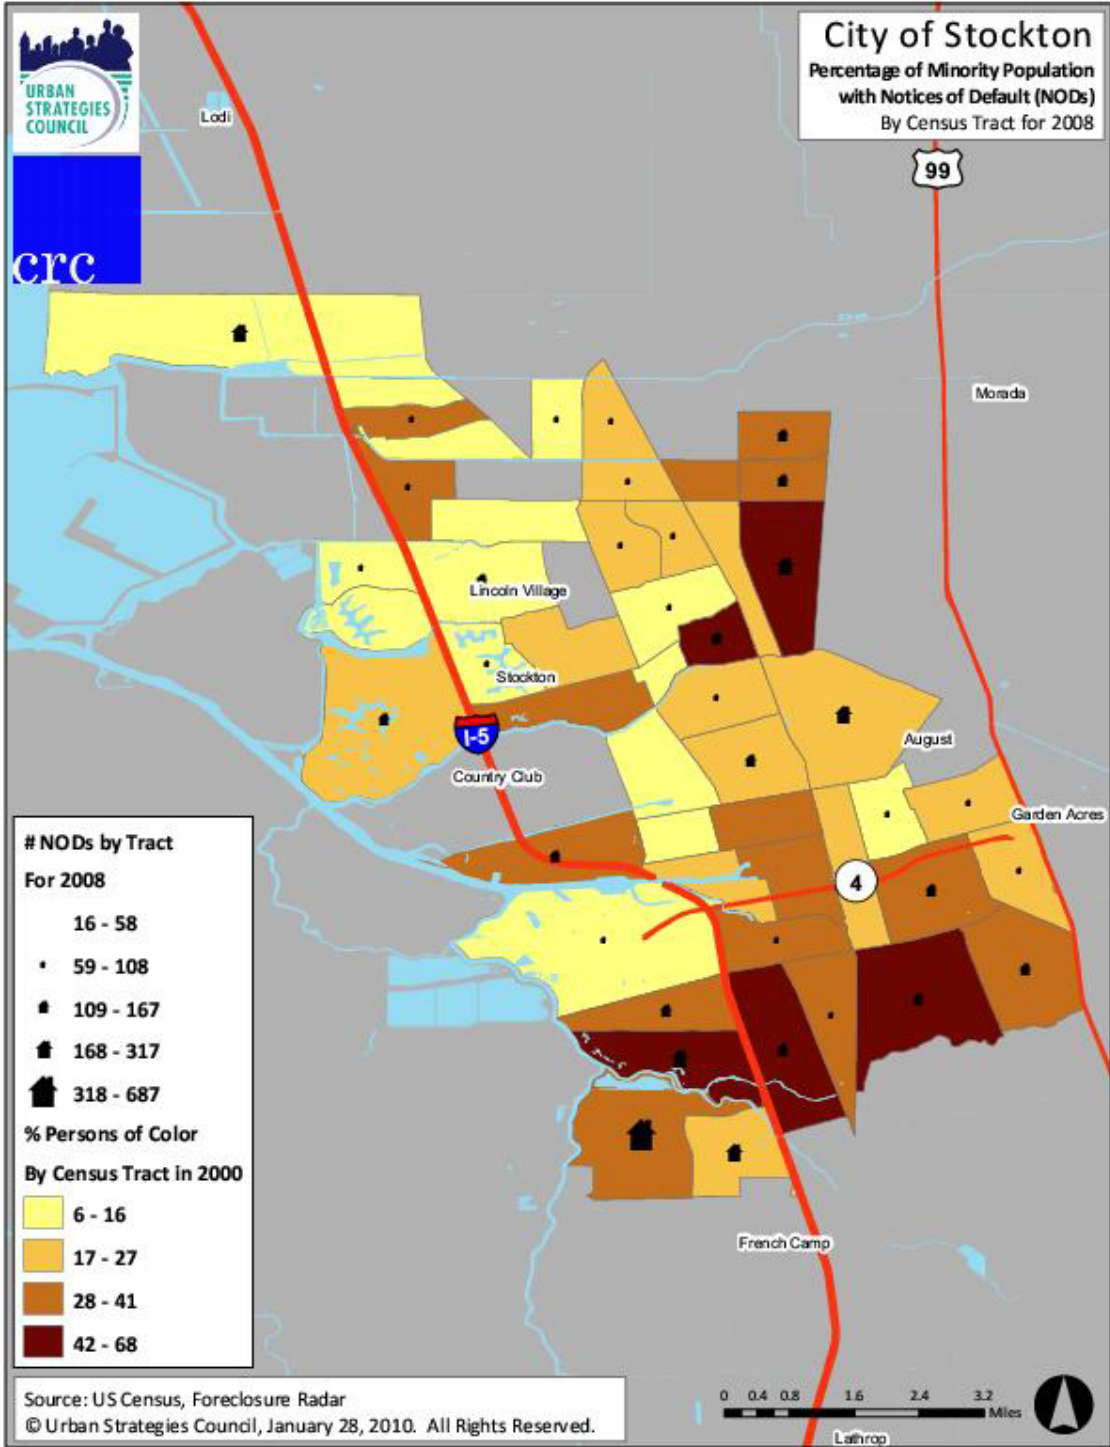 City of Stockton
Percentage of Minority Population
with Notices of Default (NODs)
By Census Tract for 2008
URBAN
STRATEGIES
COUNCIL
crc
Lodi
99
Morada
Lincoln Village
Stockton
I-5
Country Club
August
Garden Acres
4
French Camp
Lathrop
# NODs by Tract
For 2008
16 - 58
59 - 108
109 - 167
168 - 317
318 - 687
% Persons of Color
By Census Tract in 2000
6 - 16
17 - 27
28 - 41
42 - 68
Source: US Census, Foreclosure Radar
© Urban Strategies Council, January 28, 2010. All Rights Reserved.
0 0.4 0.8 1.6 2.4 3.2
Miles